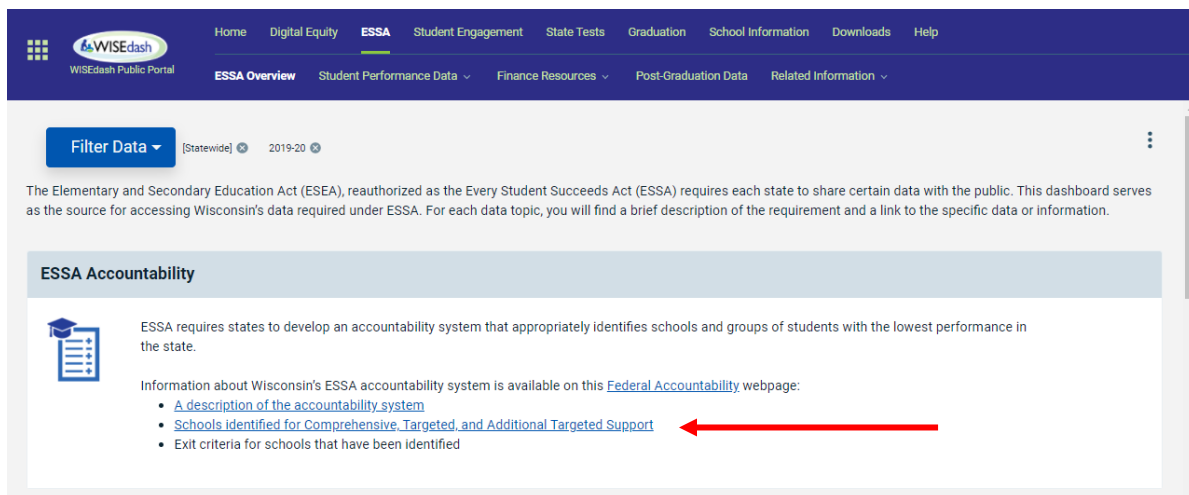 Home Digital Equity ESSA Student Engagement State Tests Graduation School Information Downloads Help
WISEdash
WISEdash Public Portal
ESSA Overview Student Performance Data Finance Resources Post-Graduation Data Related Information
Filter Data [Statewide] 2019-20
The Elementary and Secondary Education Act (ESEA), reauthorized as the Every Student Succeeds Act (ESSA) requires each state to share certain data with the public. This dashboard serves
as the source for accessing Wisconsin's data required under ESSA. For each data topic, you will find a brief description of the requirement and a link to the specific data or information.
ESSA Accountability
ESSA requires states to develop an accountability system that appropriately identifies schools and groups of students with the lowest performance in
the state.
Information about Wisconsin's ESSA accountability system is available on this Federal Accountability webpage:
• A description of the accountability system
• Schools identified for Comprehensive, Targeted, and Additional Targeted Support
• Exit criteria for schools that have been identified